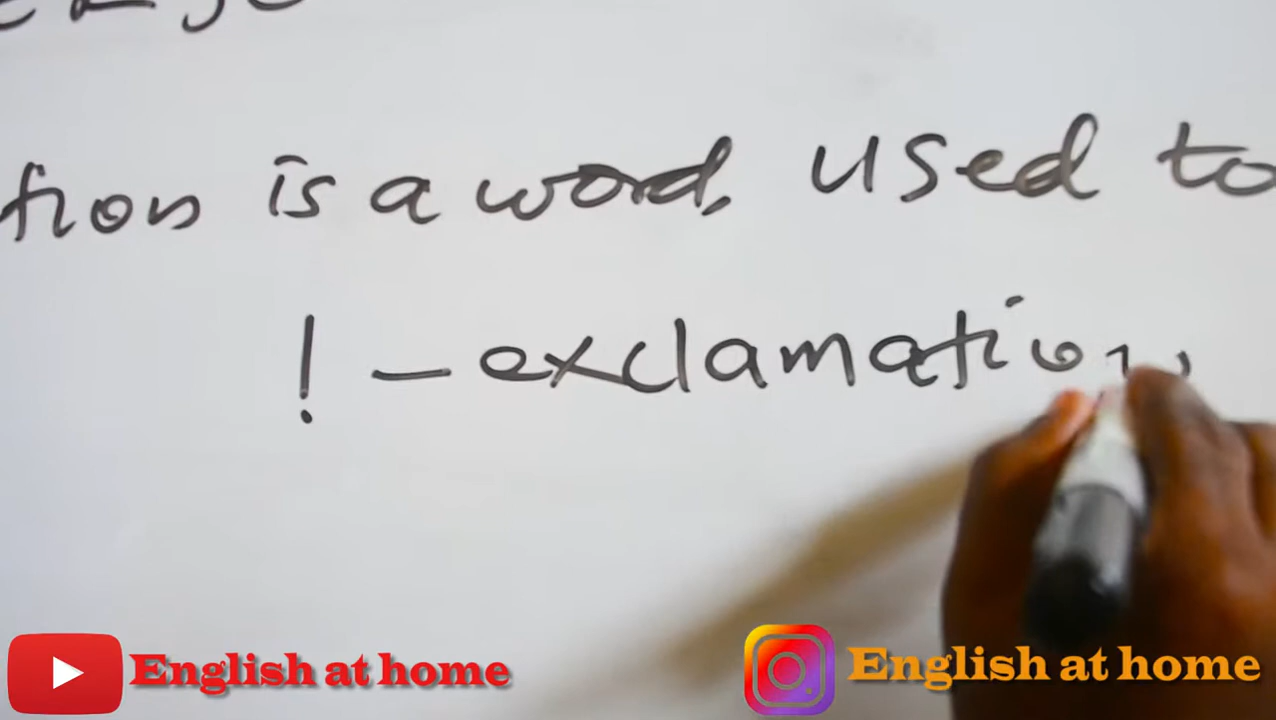 tion is a word, used to
! – exclamation
English at home
English at home